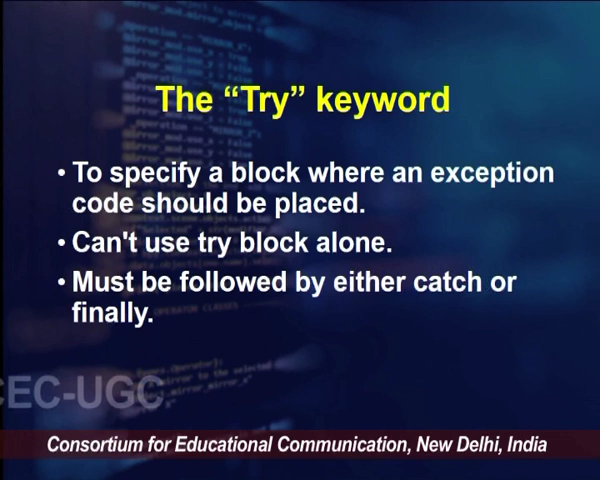 The “Try” keyword
• To specify a block where an exception
code should be placed.
• Can't use try block alone.
• Must be followed by either catch or
finally.
CEC-UGC
Consortium for Educational Communication, New Delhi, India